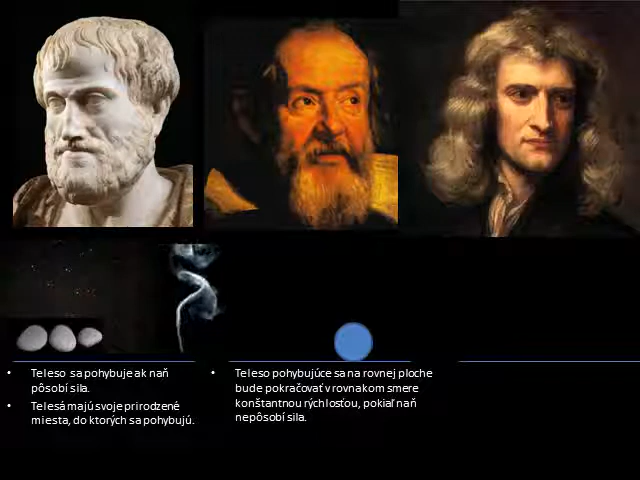 • Teleso sa pohybuje ak naň
pôsobí sila.
• Telesá majú svoje prirodzené
miesta, do ktorých sa pohybujú.
• Teleso pohybujúce sa na rovnej ploche
bude pokračovať v rovnakom smere
konštantnou rýchlosťou, pokiaľ naň
nepôsobí sila.